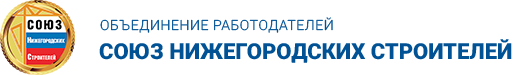 СОЮЗ
Нижегородских
Строителей
ОБЪЕДИНЕНИЕ РАБОТОДАТЕЛЕЙ
СОЮЗ НИЖЕГОРОДСКИХ СТРОИТЕЛЕЙ